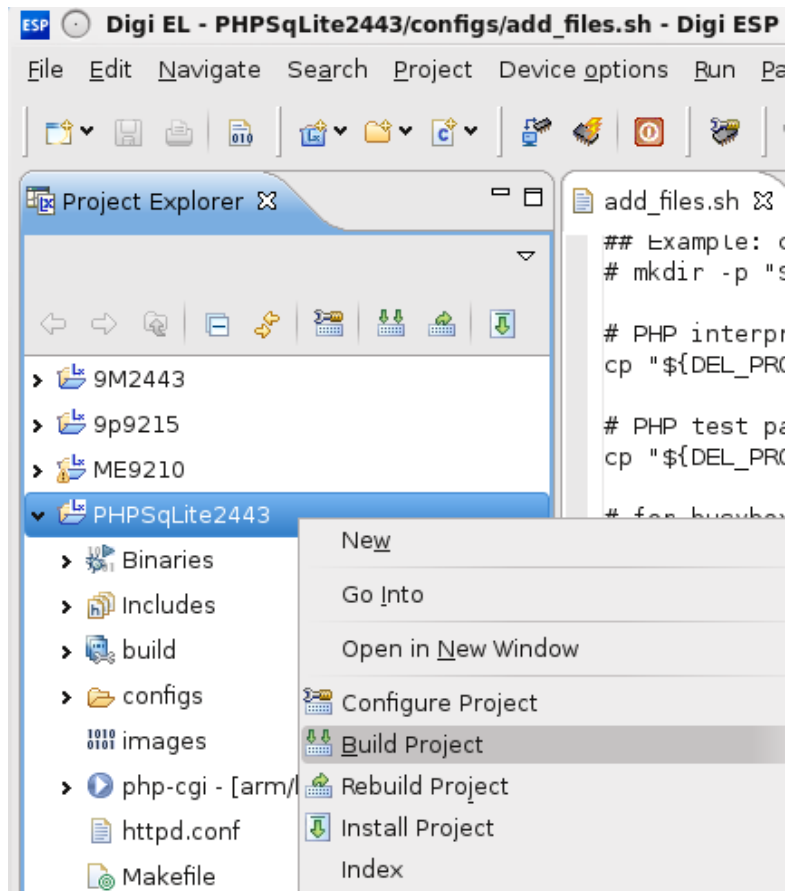 ESP Digi EL - PHPSqLite2443/configs/add_files.sh - Digi ESP
File Edit Navigate Search Project Device options Run
Project Explorer
add_files.sh
9M2443
9p9215
ME9210
PHPSqLite2443
Binaries
Includes
build
configs
images
php-cgi - [arm/
httpd.conf
Makefile
## Example:
# mkdir -p "
# PHP interpr
cp "${DEL_PRO
# PHP test pa
cp "${DEL_PRO
# for busybox
New
Go Into
Open in New Window
Configure Project
Build Project
Rebuild Project
Install Project
Index